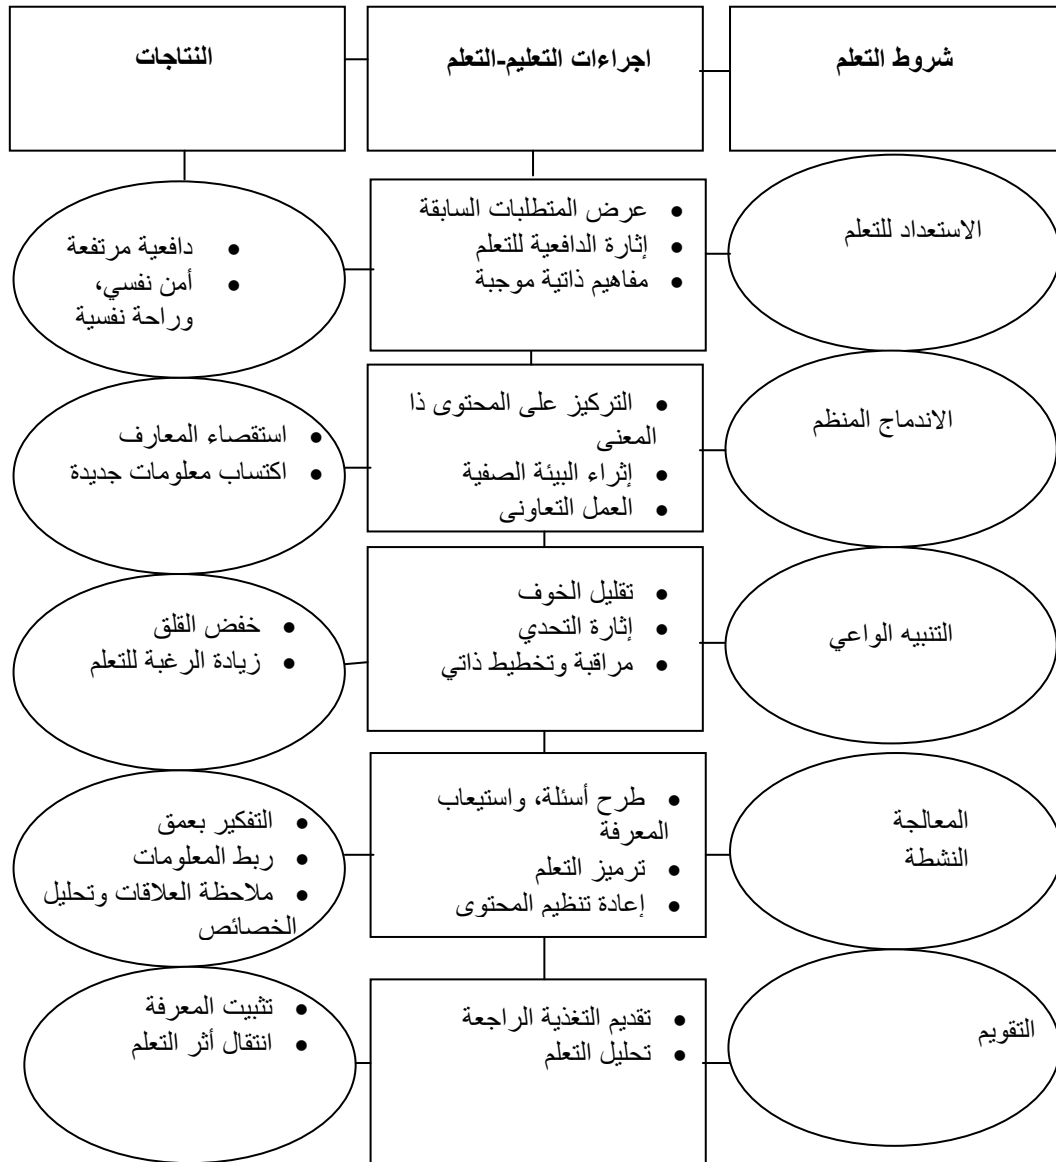 شروط التعلم
اجراءات التعليم-التعلم
النتاجات
الاستعداد للتعلم
• عرض المتطلبات السابقة
• إثارة الدافعية للتعلم
• مفاهيم ذاتية موجبة
• دافعية مرتفعة
• أمن نفسي،
وراحة نفسية
الاندماج المنظم
• التركيز على المحتوى ذا
المعنى
• إثراء البيئة الصفية
• العمل التعاوني
• استقصاء المعارف
• اكتساب معلومات جديدة
التنبيه الواعي
• تقليل الخوف
• إثارة التحدي
• مراقبة وتخطيط ذاتي
• خفض القلق
• زيادة الرغبة للتعلم
المعالجة
النشطة
• طرح أسئلة، واستيعاب
المعرفة
• ترميز التعلم
• إعادة تنظيم المحتوى
• التفكير بعمق
• ربط المعلومات
• ملاحظة العلاقات وتحليل
الخصائص
التقويم
• تقديم التغذية الراجعة
• تحليل التعلم
• تثبيت المعرفة
• انتقال أثر التعلم